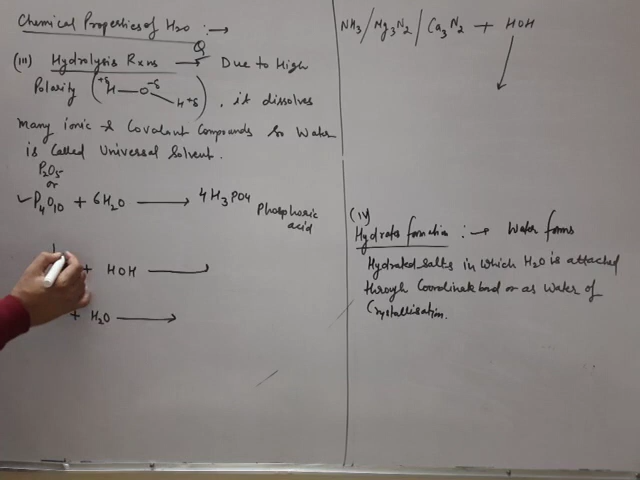 Chemical Properties of H2O :→
(iii) Hydrolysis Rxns → Due to High
Polarity (+δH—O-δ H+δ), it dissolves
many ionic & Covalent Compounds So Water
is Called Universal Solvent.
P2O5
or
✓P4O10 + 6H2O → 4H3PO4
Phosphoric
acid
+ HOH →
+ H2O →
NH3/Mg3N2/Ca3N2 + HOH
(iv)
Hydrate formation :→ Water forms
Hydrated salts in which H2O is attached
through Coordinate bond or as water of
Crystallisation.